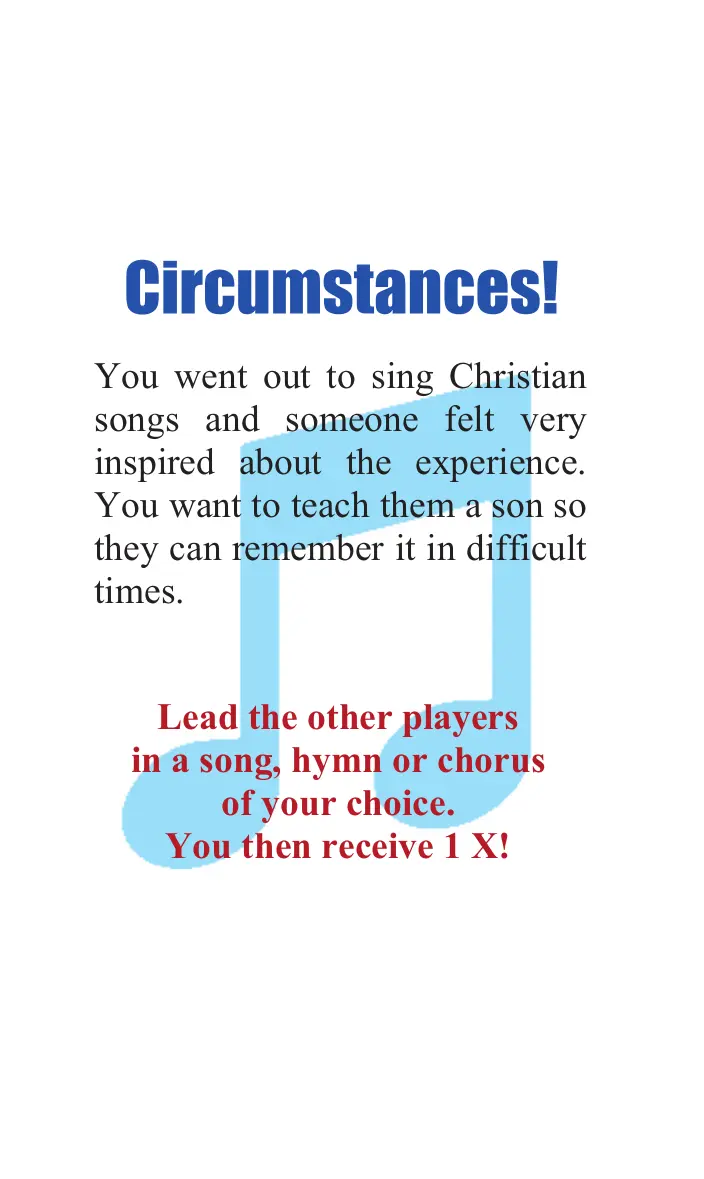 Circumstances!
You went out to sing Christian
songs and someone felt very
inspired about the experience.
You want to teach them a son so
they can remember it in difficult
times.
Lead the other players
in a song, hymn or chorus
of your choice.
You then receive 1 X!